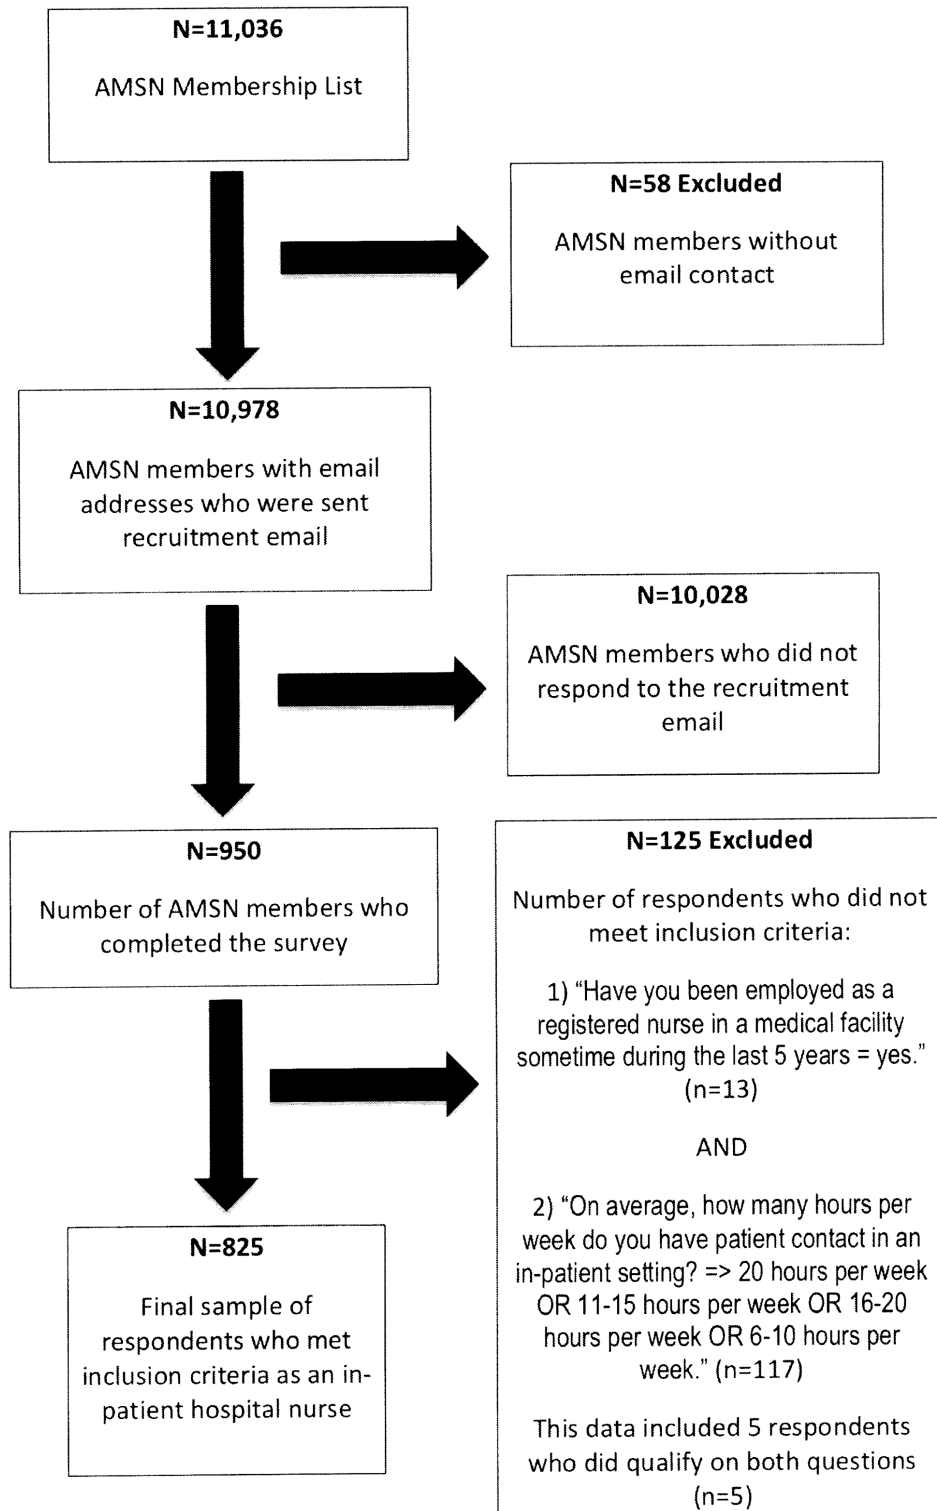 N=11,036
AMSN Membership List
N=58 Excluded
AMSN members without
email contact
N=10,978
AMSN members with email
addresses who were sent
recruitment email
N=10,028
AMSN members who did not
respond to the recruitment
email
N=950
Number of AMSN members who
completed the survey
N=125 Excluded
Number of respondents who did not
meet inclusion criteria:
1) “Have you been employed as a
registered nurse in a medical facility
sometime during the last 5 years = yes.”
(n=13)
AND
2) “On average, how many hours per
week do you have patient contact in an
in-patient setting? => 20 hours per week
OR 11-15 hours per week OR 16-20
hours per week OR 6-10 hours per
week.” (n=117)
This data included 5 respondents
who did qualify on both questions
(n=5)
N=825
Final sample of
respondents who met
inclusion criteria as an in-
patient hospital nurse